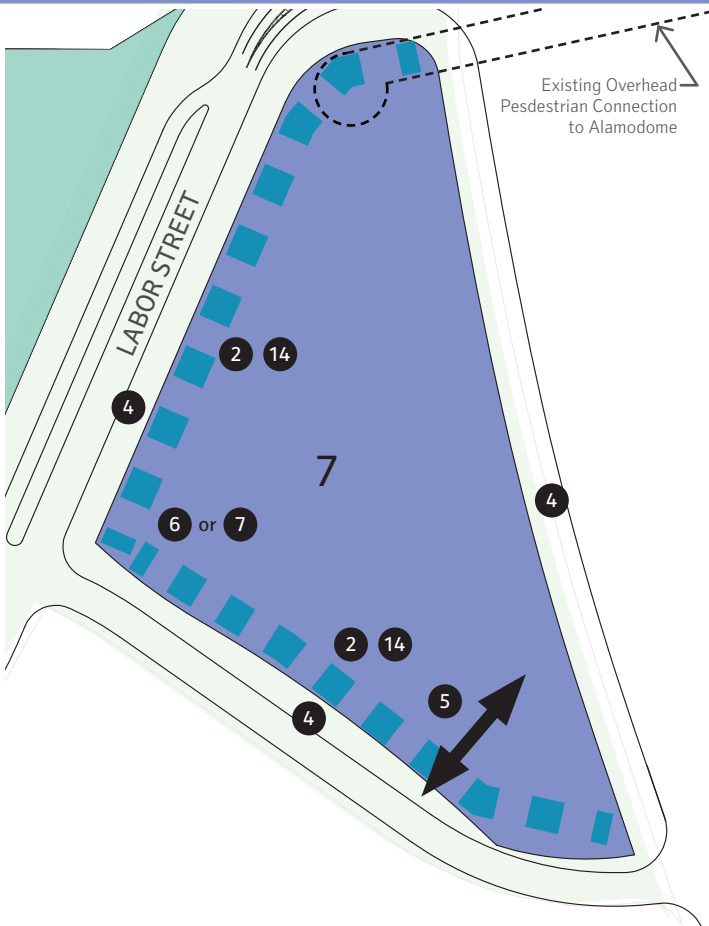 Existing Overhead
Pesdestrian Connection
to Alamodome
LABOR STREET
2 14
4
7
4
6 or 7
2 14
5
4